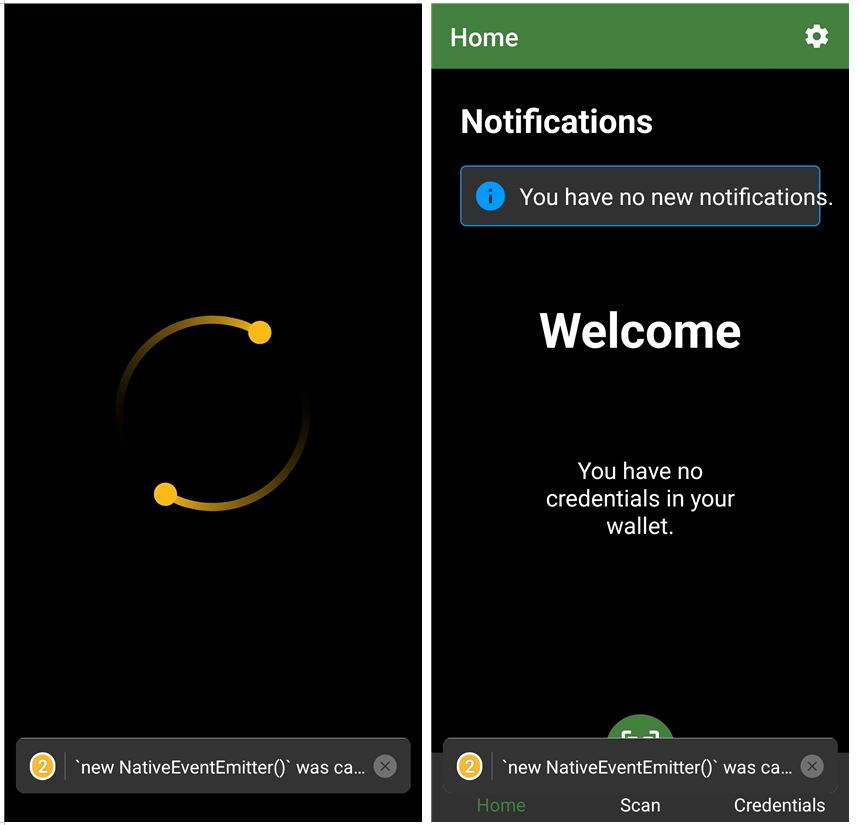 2 `new NativeEventEmitter()` was ca...
Home
Notifications
You have no new notifications.
Welcome
You have no
credentials in your
wallet.
2 `new NativeEventEmitter()` was ca...
Home Scan Credentials